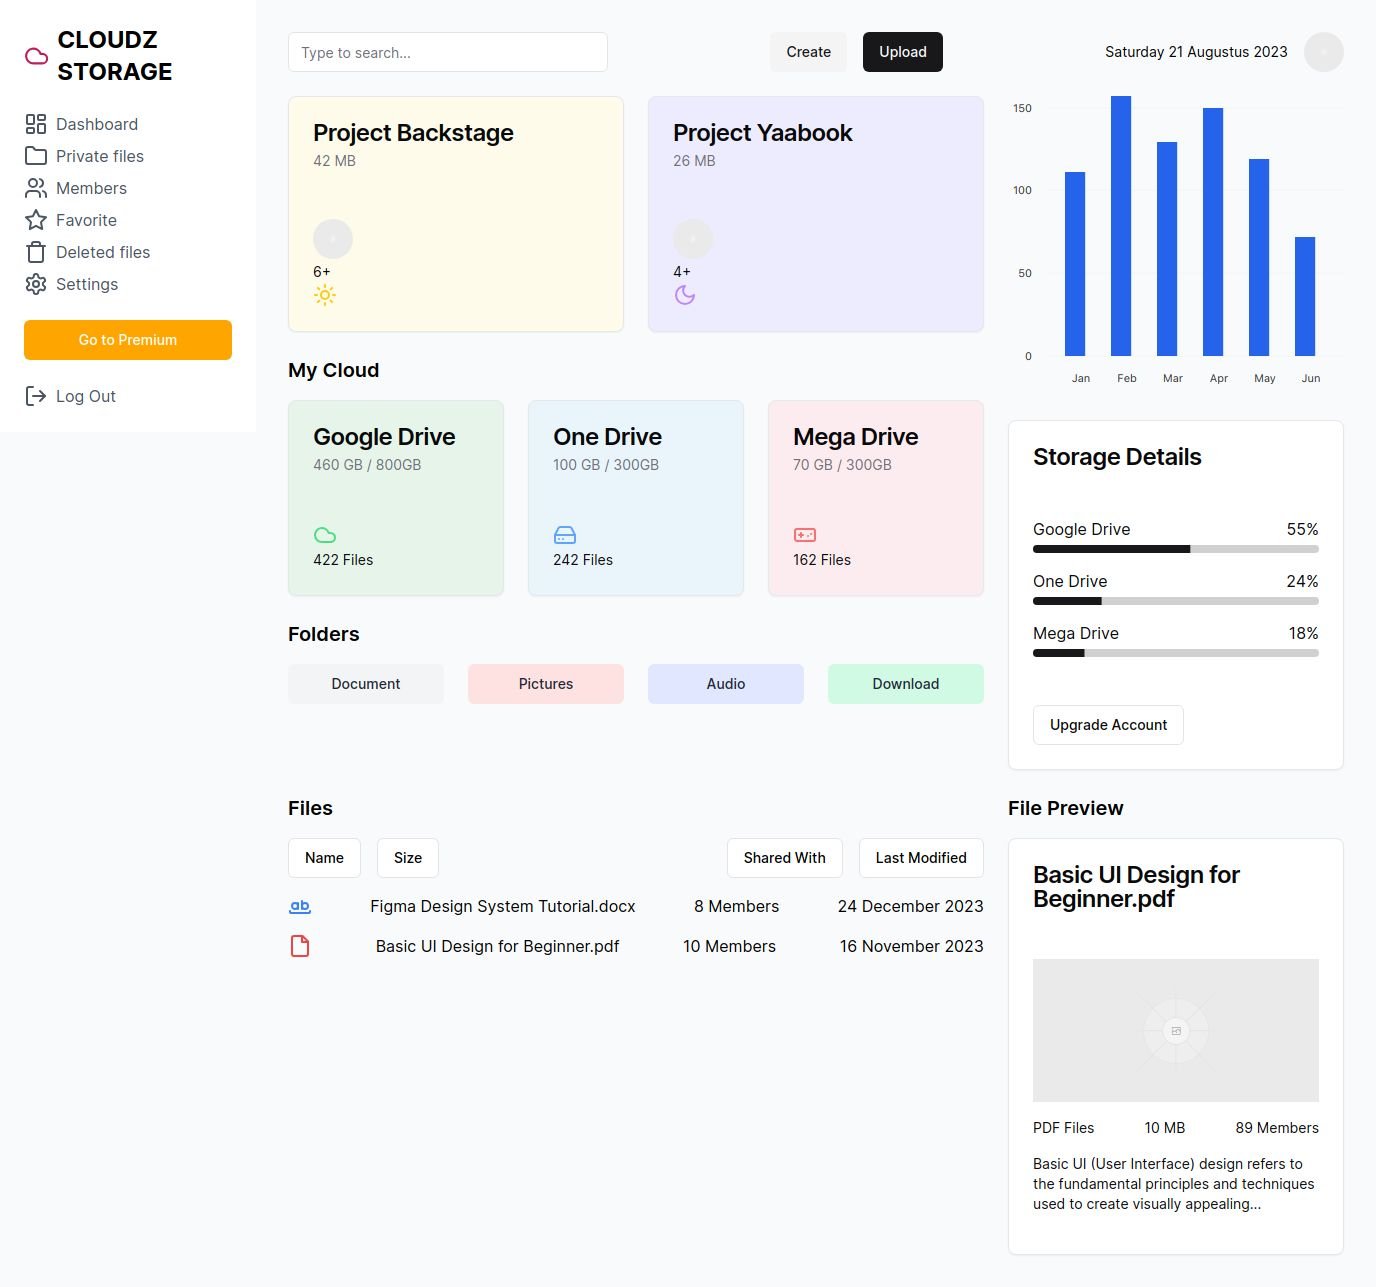 CLOUDZ
STORAGE
Dashboard
Private files
Members
Favorite
Deleted files
Settings
Go to Premium
Log Out
Type to search...
Create
Upload
Saturday 21 Augustus 2023
Project Backstage
42 MB
6+
Project Yaabook
26 MB
4+
150
100
50
0
Jan Feb Mar Apr May Jun
My Cloud
Google Drive
460 GB / 800GB
422 Files
One Drive
100 GB / 300GB
242 Files
Mega Drive
70 GB / 300GB
162 Files
Storage Details
Google Drive 55%
One Drive 24%
Mega Drive 18%
Upgrade Account
Folders
Document Pictures Audio Download
Files
Name Size Shared With Last Modified
Figma Design System Tutorial.docx 8 Members 24 December 2023
Basic UI Design for Beginner.pdf 10 Members 16 November 2023
File Preview
Basic UI Design for
Beginner.pdf
PDF Files 10 MB 89 Members
Basic UI (User Interface) design refers to
the fundamental principles and techniques
used to create visually appealing...